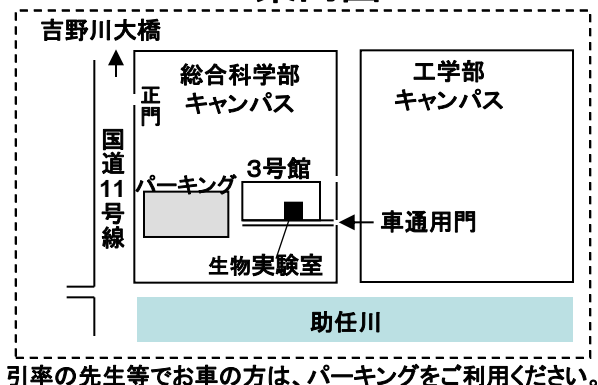 吉野川大橋
総合科学部
キャンパス
工学部
キャンパス
正門
国道11号線
パーキング
3号館
車通用門
生物実験室
助任川
引率の先生等でお車の方は、パーキングをご利用ください。